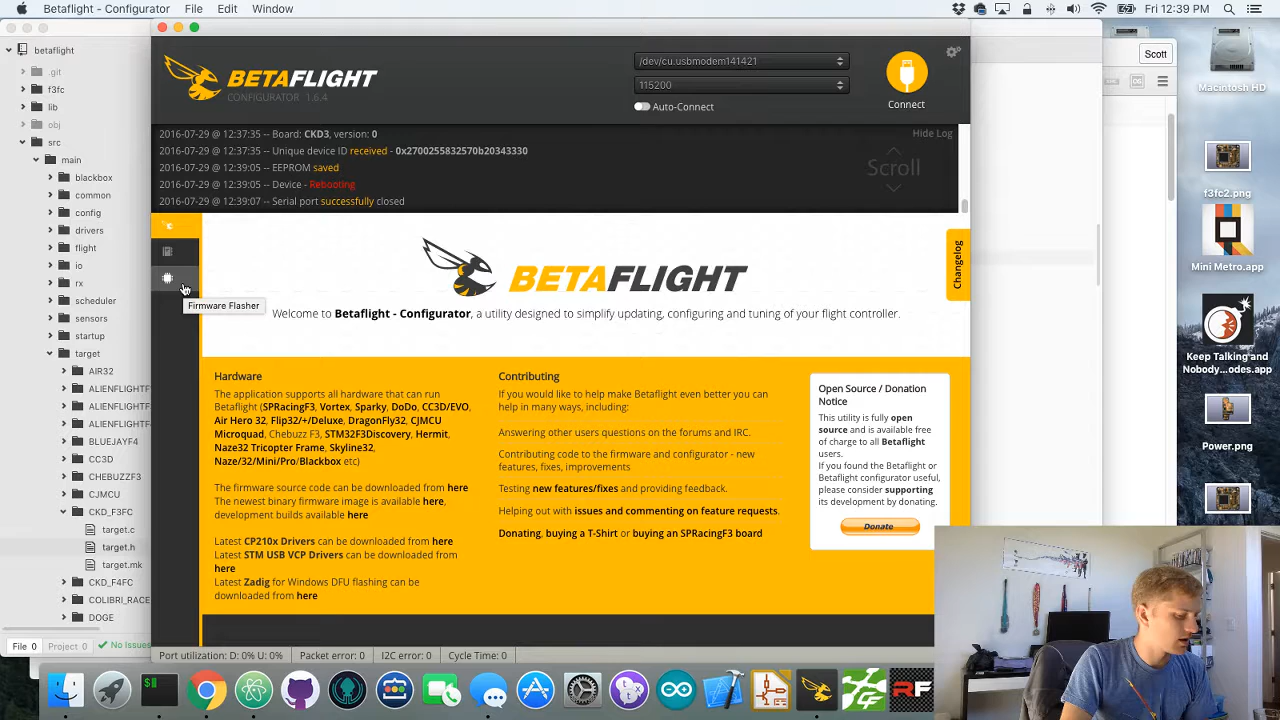 Betaflight - Configurator
File
Edit
Window
Fri 12:39 PM
BETAFLIGHT
CONFIGURATOR 1.6.4
/dev/cu.usbmodem141421
115200
Auto-Connect
Connect
2016-07-29 @ 12:37:35 -- Board: CKD3, version: 0
2016-07-29 @ 12:37:35 -- Unique device ID received - 0x2700255832570b20343330
2016-07-29 @ 12:39:05 -- EEPROM saved
2016-07-29 @ 12:39:05 -- Device - Rebooting
2016-07-29 @ 12:39:07 -- Serial port successfully closed
Hide Log
Scroll
betaflight
.git
f3fc
lib
obj
src
main
blackbox
common
config
drivers
flight
io
rx
scheduler
sensors
startup
target
AIR32
ALIENFLIGHTF
ALIENFLIGHTF
ALIENFLIGHTF
BLUEJAYF4
CC3D
CHEBUZZF3
CJMCU
CKD_F3FC
target.c
target.h
target.mk
CKD_F4FC
COLIBRI_RACE
DOGE
File 0
Project 0
No Issues
Firmware Flasher
BETAFLIGHT
Changelog
Welcome to Betaflight - Configurator, a utility designed to simplify updating, configuring and tuning of your flight controller.
Hardware
The application supports all hardware that can run
Betaflight (SPRacingF3, Vortex, Sparky, DoDo, CC3D/EVO,
Air Hero 32, Flip32/+/Deluxe, DragonFly32, CJMCU
Microquad, Chebuzz F3, STM32F3Discovery, Hermit,
Naze32 Tricopter Frame, Skyline32,
Naze/32/Mini/Pro/Blackbox etc)
The firmware source code can be downloaded from here
The newest binary firmware image is available here,
development builds available here
Latest CP210x Drivers can be downloaded from here
Latest STM USB VCP Drivers can be downloaded from
here
Latest Zadig for Windows DFU flashing can be
downloaded from here
Contributing
If you would like to help make Betaflight even better you can
help in many ways, including:
Answering other users questions on the forums and IRC.
Contributing code to the firmware and configurator - new
features, fixes, improvements
Testing new features/fixes and providing feedback.
Helping out with issues and commenting on feature requests.
Donating, buying a T-Shirt or buying an SPRacingF3 board
Open Source / Donation
Notice
This utility is fully open
source and is available free
of charge to all Betaflight
users.
If you found the Betaflight or
Betaflight configurator useful,
please consider supporting
its development by donating.
Donate
Port utilization: D: 0% U: 0%
Packet error: 0
I2C error: 0
Cycle Time: 0
Scott
Macintosh HD
f3fc2.png
Mini Metro.app
Keep Talking and
Nobody...odes.app
Power.png
RF